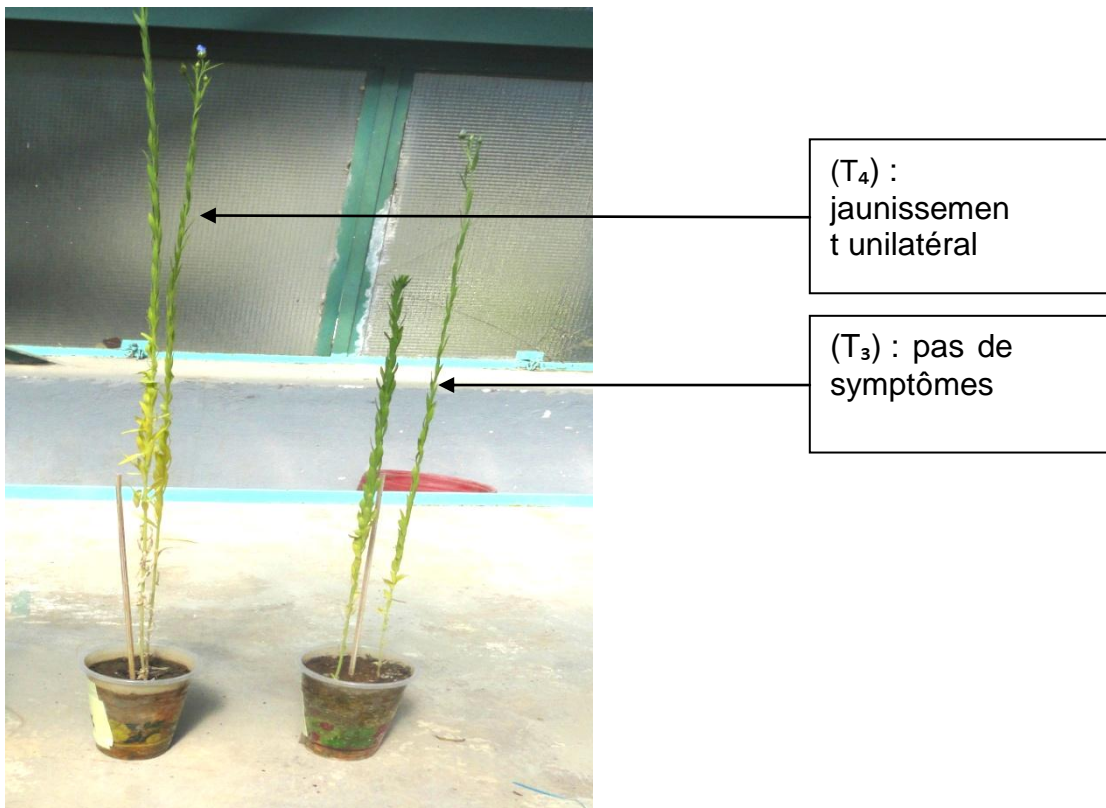 (T₄) :
jaunissemen
t unilatéral
(T₃) : pas de
symptômes